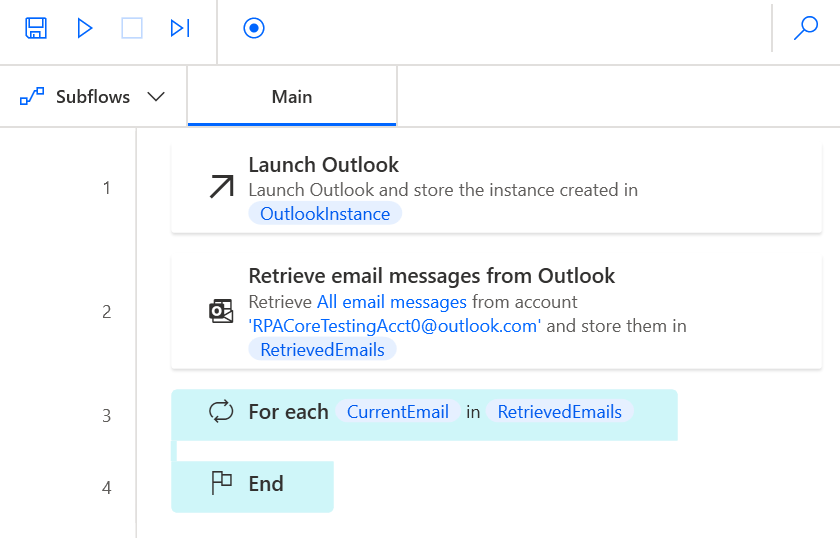 Subflows
Main
1
Launch Outlook
Launch Outlook and store the instance created in
OutlookInstance
2
Retrieve email messages from Outlook
Retrieve All email messages from account
'RPACoreTestingAcct0@outlook.com' and store them in
RetrievedEmails
3
For each CurrentEmail in RetrievedEmails
4
End